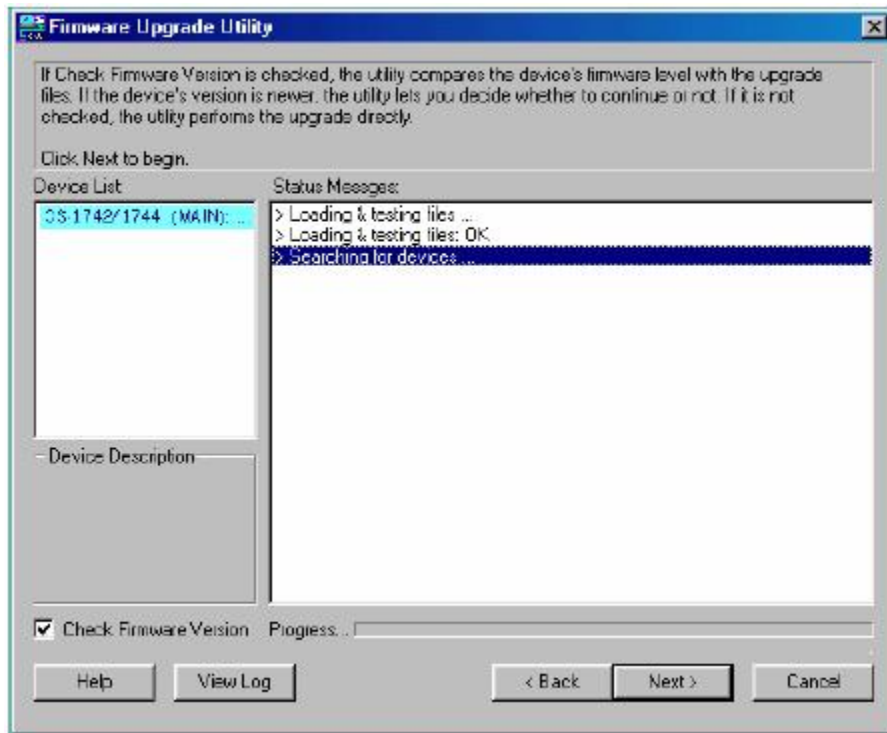 Firmware Upgrade Utility
If Check Firmware Version is checked, the utility compares the device's firmware level with the upgrade
files. If the device's version is newer, the utility lets you decide whether to continue or not. If it is not
checked, the utility performs the upgrade directly.
Click Next to begin.
Device List
Status Messges:
CS-1742/1744 (MAIN): ...
> Loading & testing files ...
> Loading & testing files: OK
> Searching for devices ...
Device Description
Check Firmware Version
Progress...
Help
View Log
< Back
Next >
Cancel